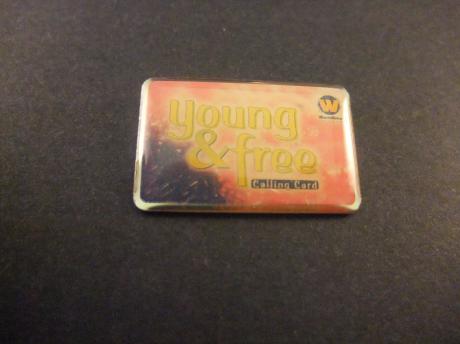 young
& free
Calling Card
W